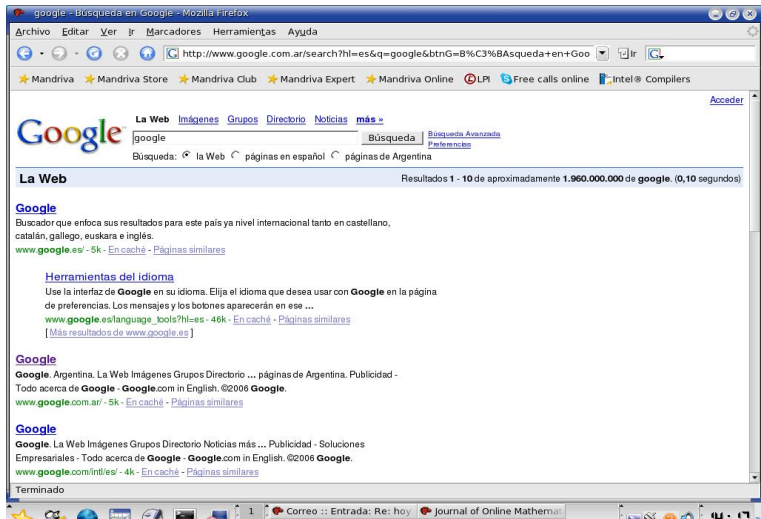 google - Búsqueda en Google - Mozilla Firefox
Archivo Editar Ver Ir Marcadores Herramientas Ayuda
http://www.google.com.ar/search?hl=es&q=google&btnG=B%C3%BAsqueda+en+Goo Ir
Mandriva Mandriva Store Mandriva Club Mandriva Expert Mandriva Online LPI Free calls online Intel® Compilers
Acceder
La Web Imágenes Grupos Directorio Noticias más »
Google
google Búsqueda Búsqueda Avanzada
Preferencias
Búsqueda: la Web páginas en español páginas de Argentina
La Web Resultados 1 - 10 de aproximadamente 1.960.000.000 de google. (0,10 segundos)
Google
Buscador que enfoca sus resultados para este país ya nivel internacional tanto en castellano,
catalán, gallego, euskara e inglés.
www.google.es/ - 5k - En caché - Páginas similares
Herramientas del idioma
Use la interfaz de Google en su idioma. Elija el idioma que desea usar con Google en la página
de preferencias. Los mensajes y los botones aparecerán en ese ...
www.google.es/language_tools?hl=es - 46k - En caché - Páginas similares
[ Más resultados de www.google.es ]
Google
Google. Argentina. La Web Imágenes Grupos Directorio ... páginas de Argentina. Publicidad -
Todo acerca de Google - Google.com in English. ©2006 Google.
www.google.com.ar/ - 5k - En caché - Páginas similares
Google
Google. La Web Imágenes Grupos Directorio Noticias más ... Publicidad - Soluciones
Empresariales - Todo acerca de Google - Google.com in English. ©2006 Google.
www.google.com/intl/es/ - 4k - En caché - Páginas similares
Terminado
1 Correo :: Entrada: Re: hoy Journal of Online Mathemat